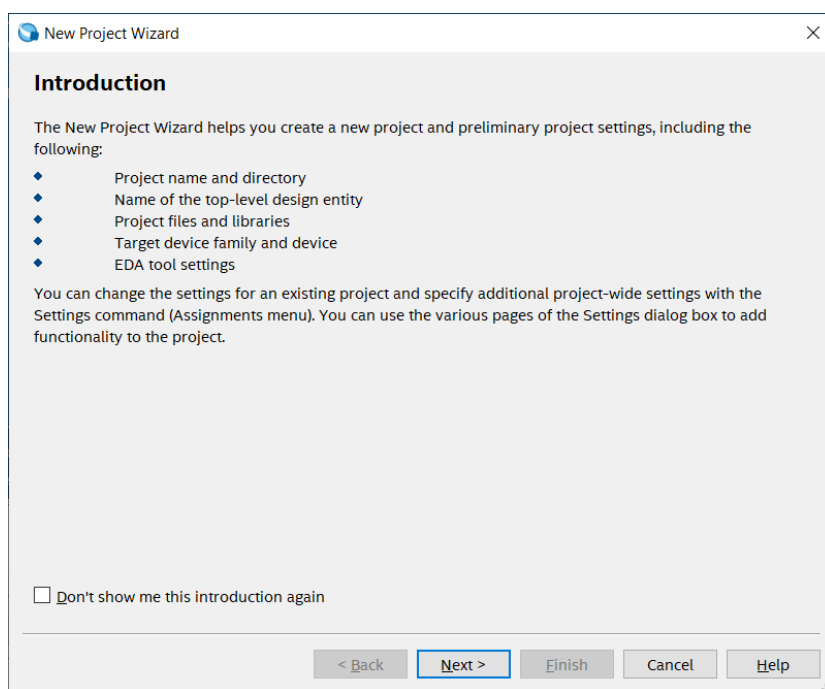 New Project Wizard
Introduction
The New Project Wizard helps you create a new project and preliminary project settings, including the
following:
Project name and directory
Name of the top-level design entity
Project files and libraries
Target device family and device
EDA tool settings
You can change the settings for an existing project and specify additional project-wide settings with the
Settings command (Assignments menu). You can use the various pages of the Settings dialog box to add
functionality to the project.
Don't show me this introduction again
< Back Next > Finish Cancel Help